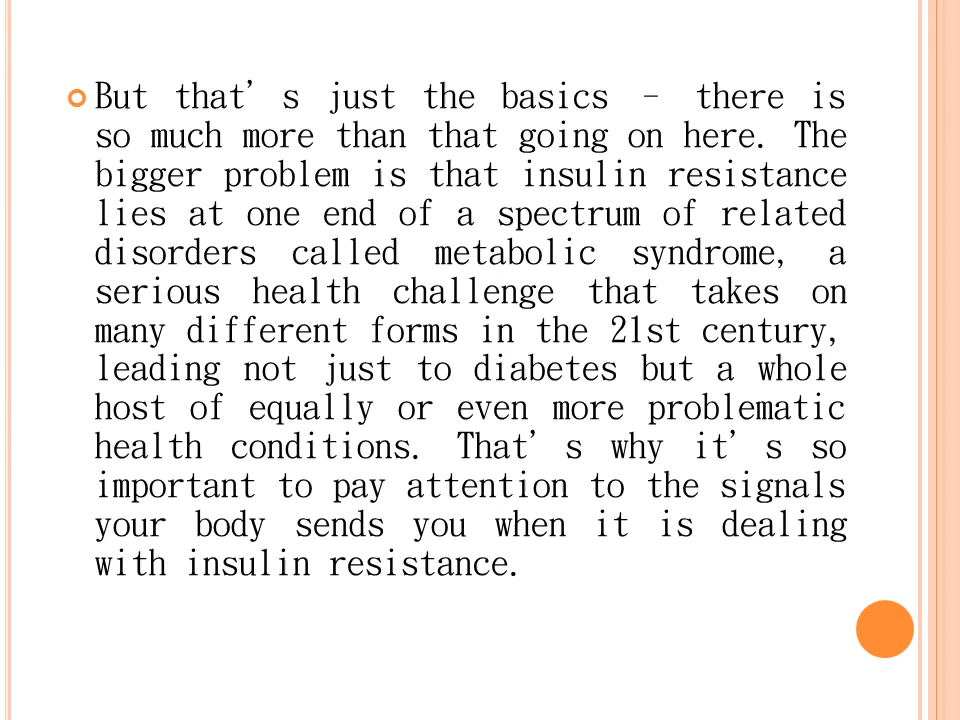 But that’s just the basics – there is
so much more than that going on here. The
bigger problem is that insulin resistance
lies at one end of a spectrum of related
disorders called metabolic syndrome, a
serious health challenge that takes on
many different forms in the 21st century,
leading not just to diabetes but a whole
host of equally or even more problematic
health conditions. That’s why it’s so
important to pay attention to the signals
your body sends you when it is dealing
with insulin resistance.